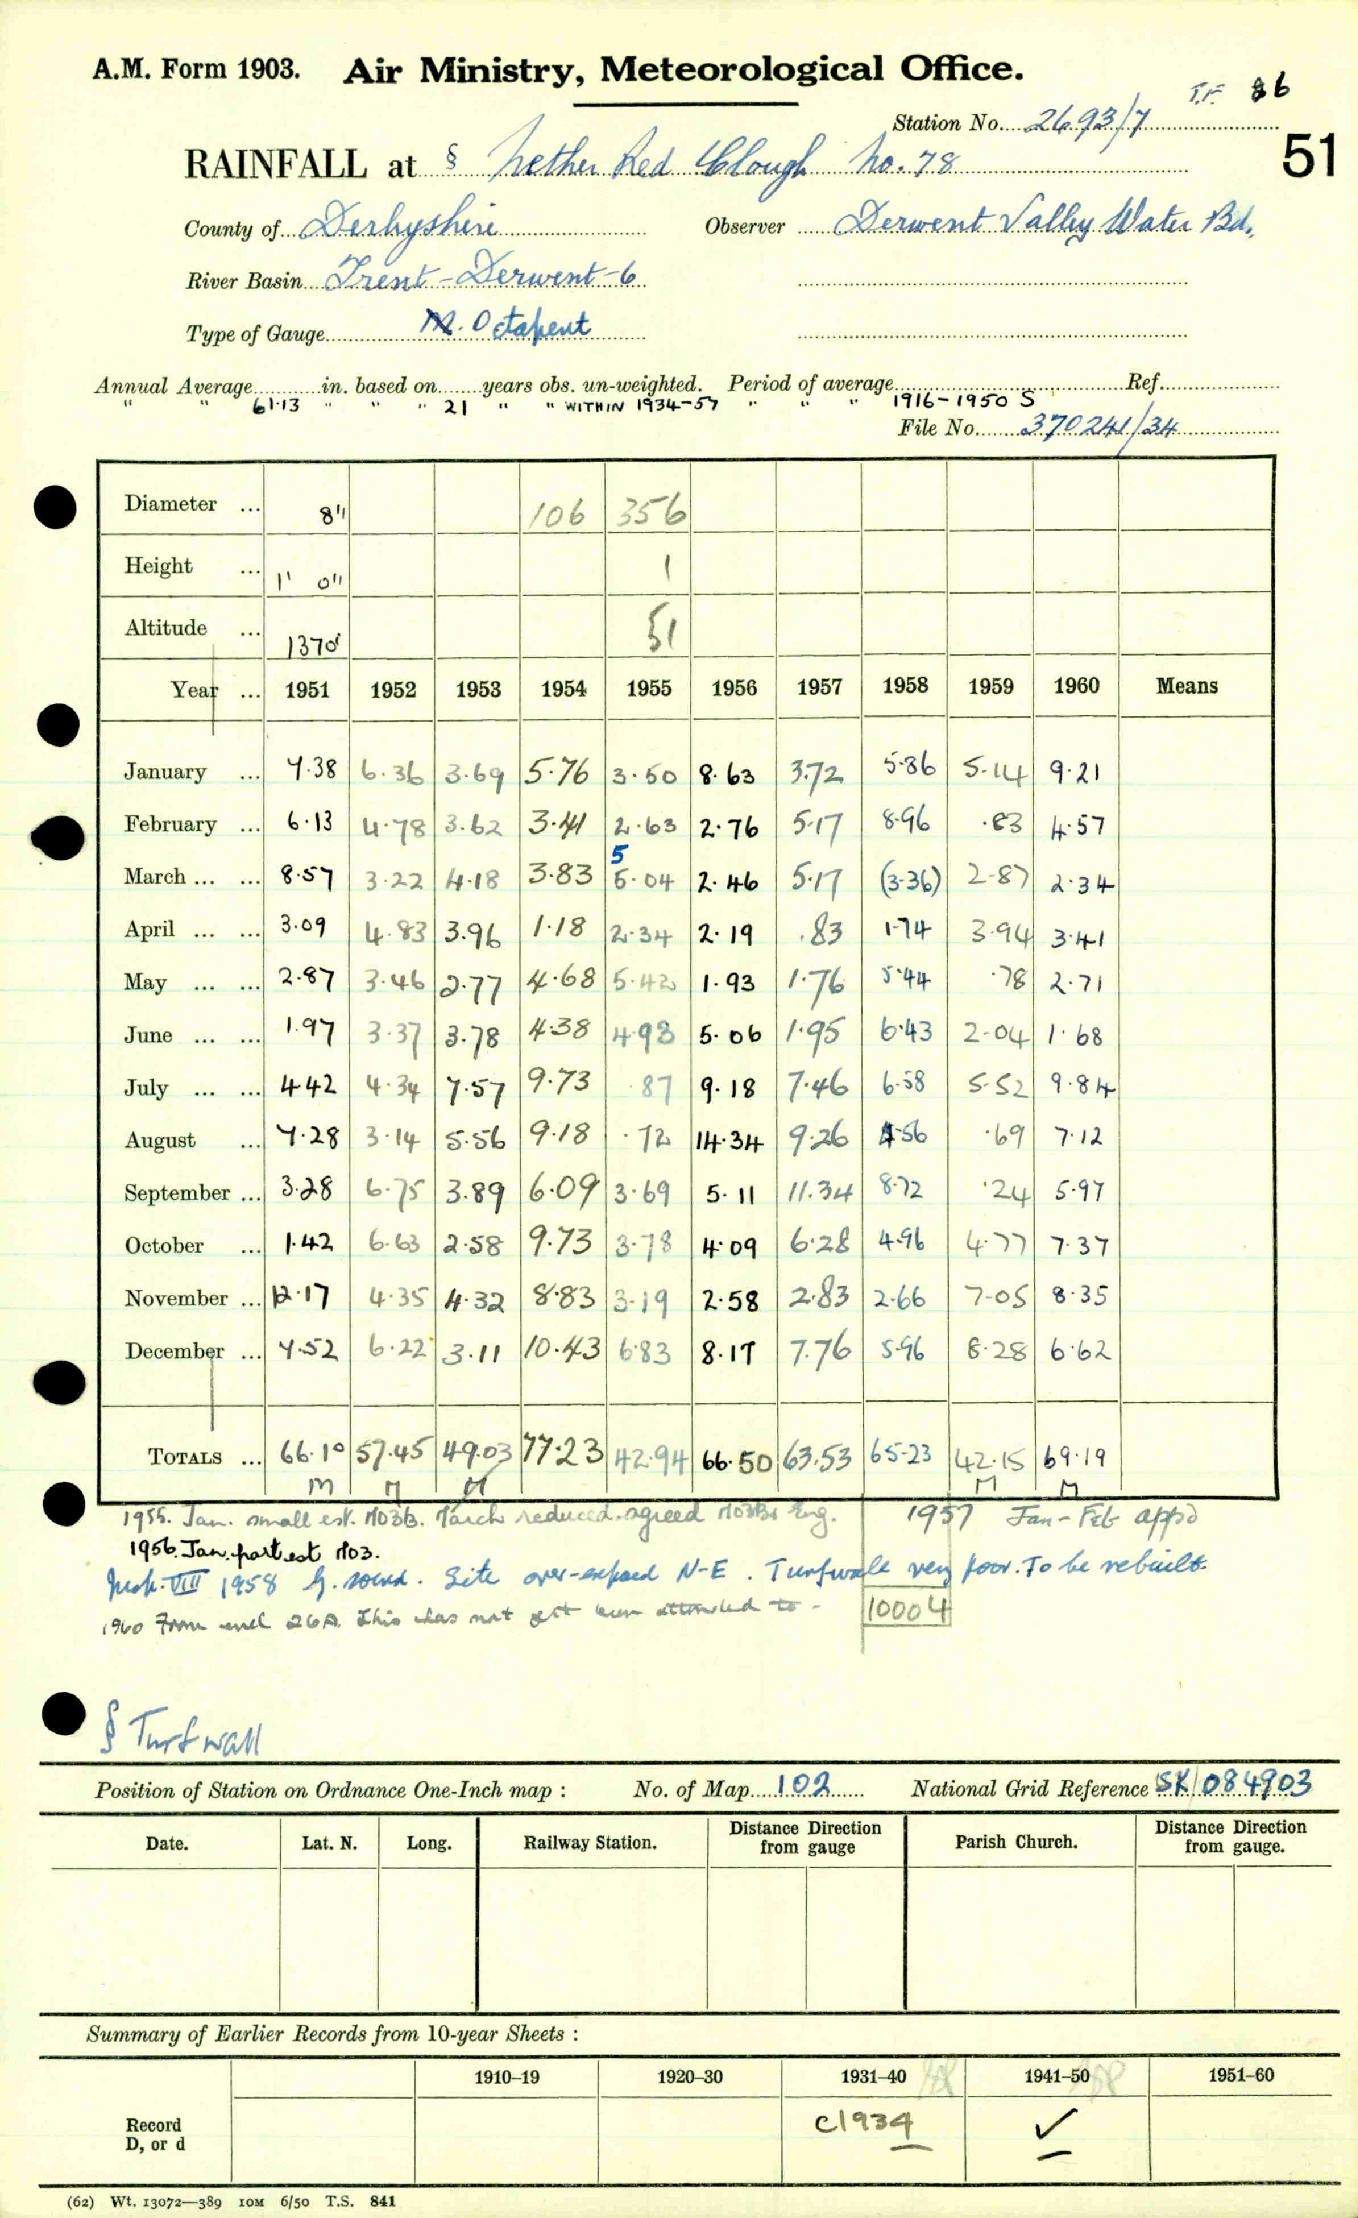 A.M. Form 1903. Air Ministry, Meteorological Office.
T.F. 86
Station No. 2693/7
51
RAINFALL at § Nether Red Clough No. 78
County of Derbyshire Observer Derwent Valley Water Bd.
River Basin Trent-Derwent-6
Type of Gauge M. Octapent
Annual Average in. based on years obs. un-weighted. Period of average Ref.
" " 61.13 " " " 21 " " WITHIN 1934-57 " " " 1916-1950 S
File No. 370241/34
Diameter ... 8" 106 356
Height ... 1' 0" 1
Altitude ... 1370' 51
Year ... 1951 1952 1953 1954 1955 1956 1957 1958 1959 1960 Means
January ... 7.38 6.36 3.69 5.76 3.50 8.63 3.72 5.86 5.14 9.21
February ... 6.13 4.78 3.62 3.41 2.63 2.76 5.17 8.96 .83 4.57
5
March ... ... 8.57 3.22 4.18 3.83 5.04 2.46 5.17 (3.36) 2.87 2.34
April ... ... 3.09 4.83 3.96 1.18 2.34 2.19 .83 1.74 3.94 3.41
May ... ... 2.87 3.46 2.77 4.68 5.42 1.93 1.76 5.44 .78 2.71
June ... ... 1.97 3.37 3.78 4.38 4.93 5.06 1.95 6.43 2.04 1.68
July ... ... 4.42 4.34 7.57 9.73 .87 9.18 7.46 6.58 5.52 9.84
August ... 7.28 3.14 5.56 9.18 .72 14.34 9.26 4.56 .69 7.12
September ... 3.28 6.75 3.89 6.09 3.69 5.11 11.34 8.72 .24 5.97
October ... 1.42 6.63 2.58 9.73 3.78 4.09 6.28 4.96 4.77 7.37
November ... 12.17 4.35 4.32 8.83 3.19 2.58 2.83 2.66 7.05 8.35
December ... 7.52 6.22 3.11 10.43 6.83 8.17 7.76 5.96 8.28 6.62
TOTALS ... 66.10 57.45 49.03 77.23 42.94 66.50 63.53 65.23 42.15 69.19
M M M M M
1955. Jan. small est. M03B. March reduced. agreed M03B Eng. 1957 Jan-Feb appd
1956. Jan. part est M03.
Insp. VIII 1958 G. sound. Site over-exposed N-E. Turfwall very poor. To be rebuilt.
1960 From encl 26A. This has not yet been attended to - 10004
§ Turf wall
Position of Station on Ordnance One-Inch map : No. of Map 102 National Grid Reference SK 084903
Date. Lat. N. Long. Railway Station. Distance Direction from gauge Parish Church. Distance Direction from gauge.
Summary of Earlier Records from 10-year Sheets :
1910–19 1920–30 1931–40 1941–50 1951–60
Record
D, or d
c1934 ✓
(62) Wt. 13072—389 10M 6/50 T.S. 841